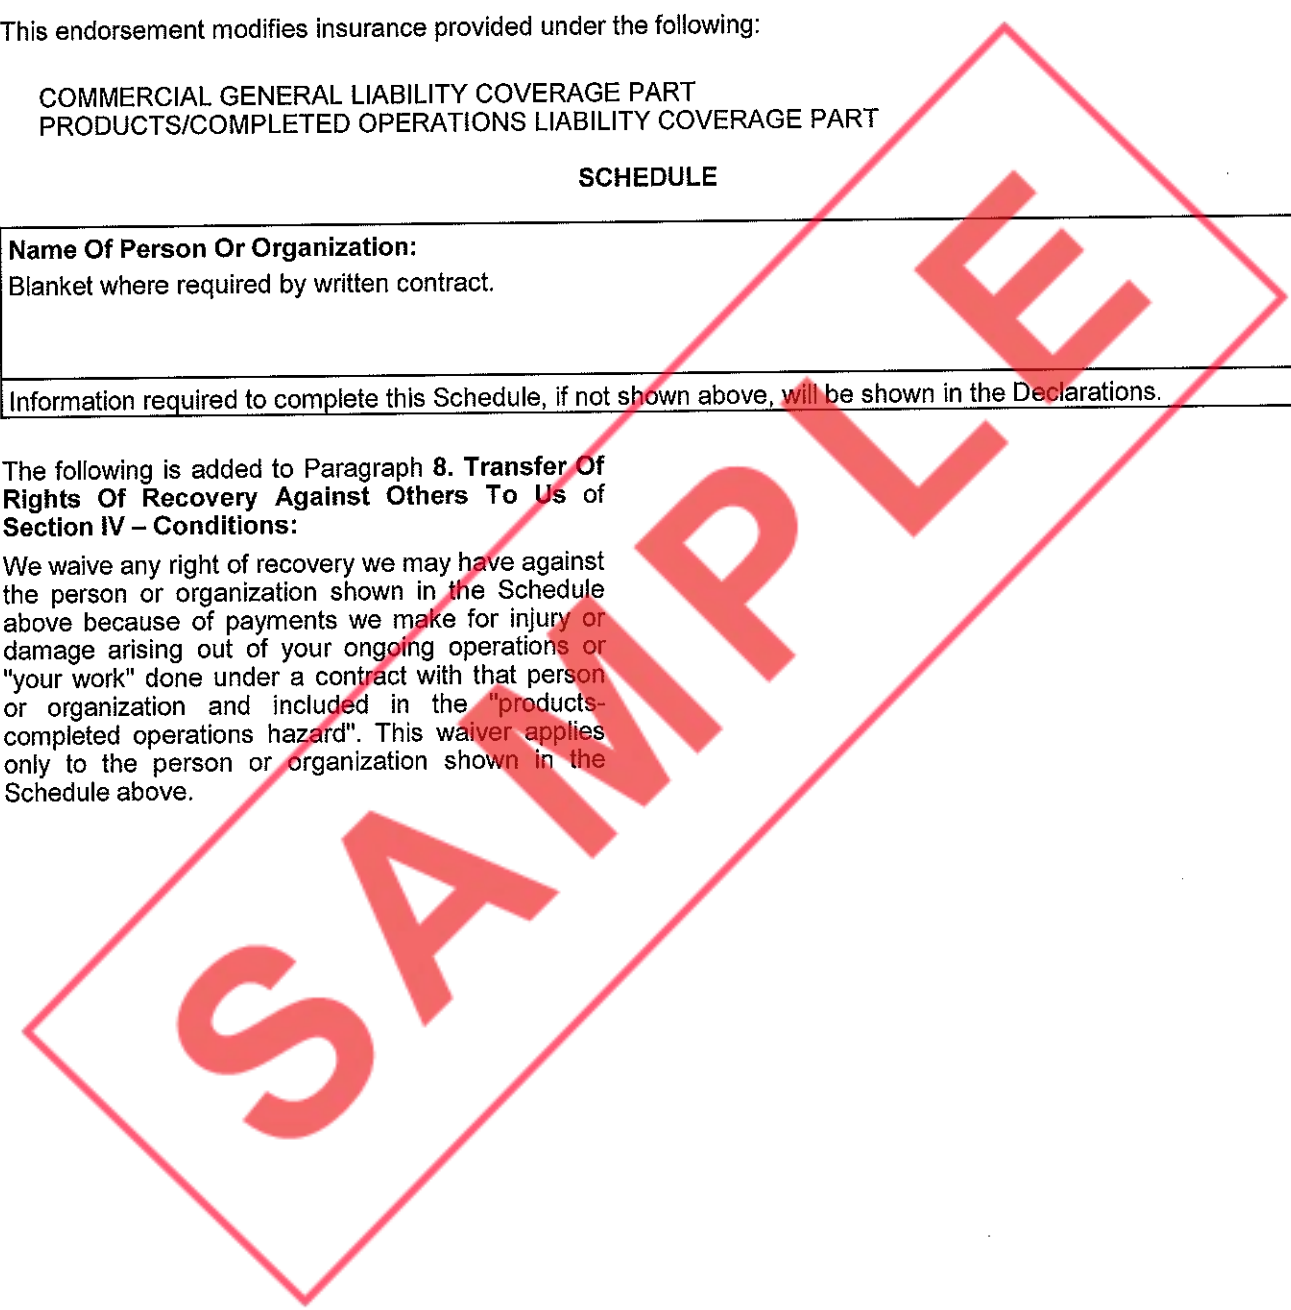 This endorsement modifies insurance provided under the following:
COMMERCIAL GENERAL LIABILITY COVERAGE PART
PRODUCTS/COMPLETED OPERATIONS LIABILITY COVERAGE PART
SCHEDULE
Name Of Person Or Organization:
Blanket where required by written contract.
Information required to complete this Schedule, if not shown above, will be shown in the Declarations.
The following is added to Paragraph 8. Transfer Of
Rights Of Recovery Against Others To Us of
Section IV – Conditions:
We waive any right of recovery we may have against
the person or organization shown in the Schedule
above because of payments we make for injury or
damage arising out of your ongoing operations or
"your work" done under a contract with that person
or organization and included in the "products-
completed operations hazard". This waiver applies
only to the person or organization shown in the
Schedule above.
SAMPLE